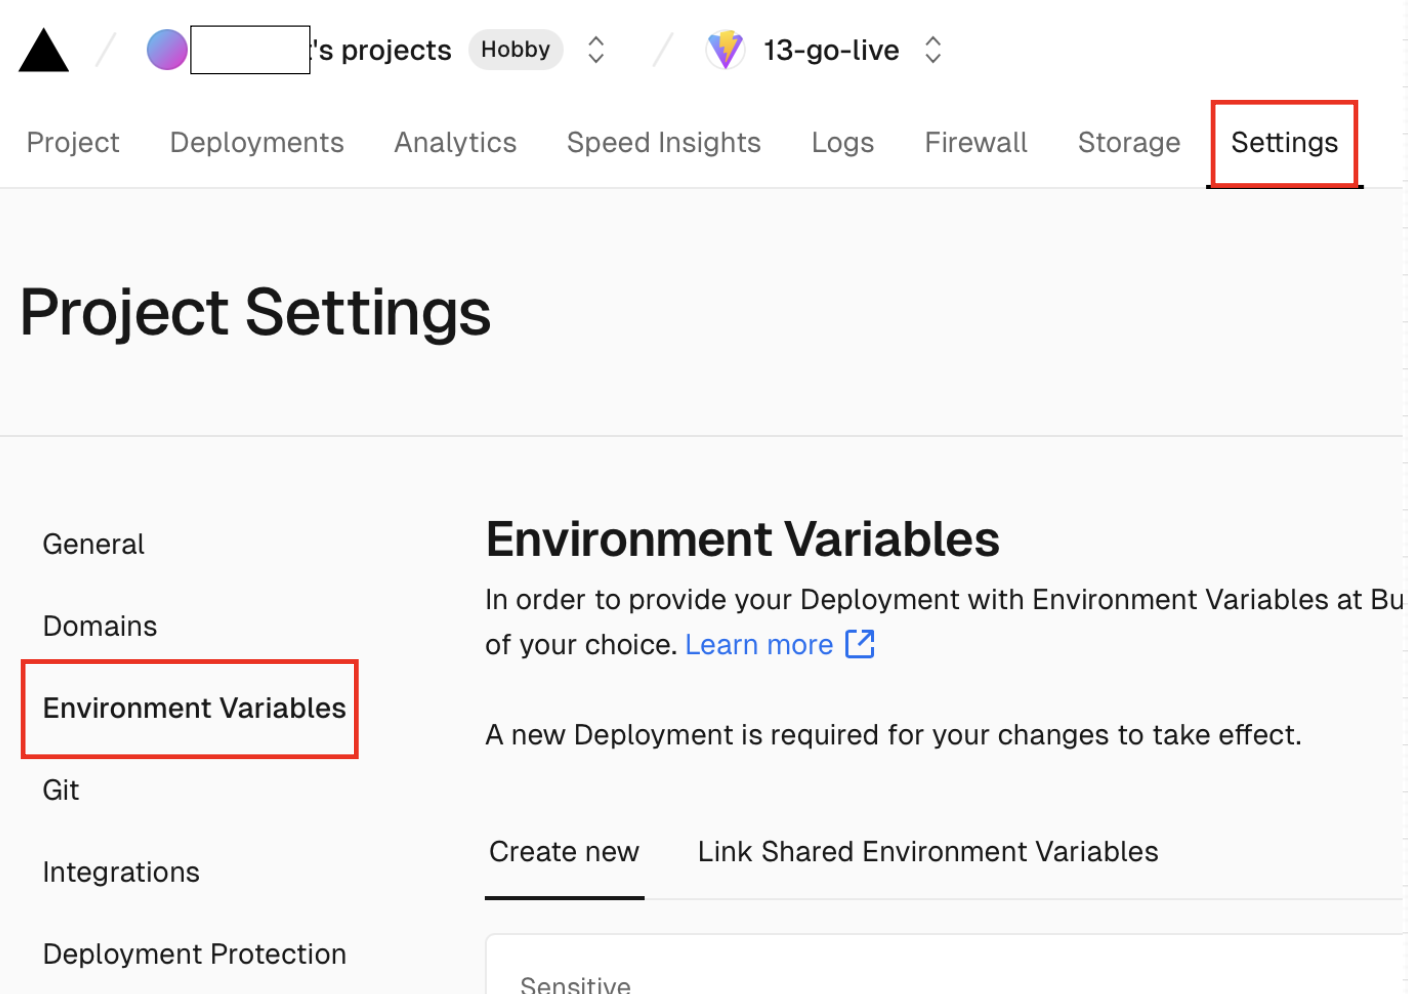 's projects Hobby 13-go-live
Project Deployments Analytics Speed Insights Logs Firewall Storage Settings
Project Settings
General
Domains
Environment Variables
Git
Integrations
Deployment Protection
Environment Variables
In order to provide your Deployment with Environment Variables at Bu
of your choice. Learn more
A new Deployment is required for your changes to take effect.
Create new Link Shared Environment Variables
Sensitive